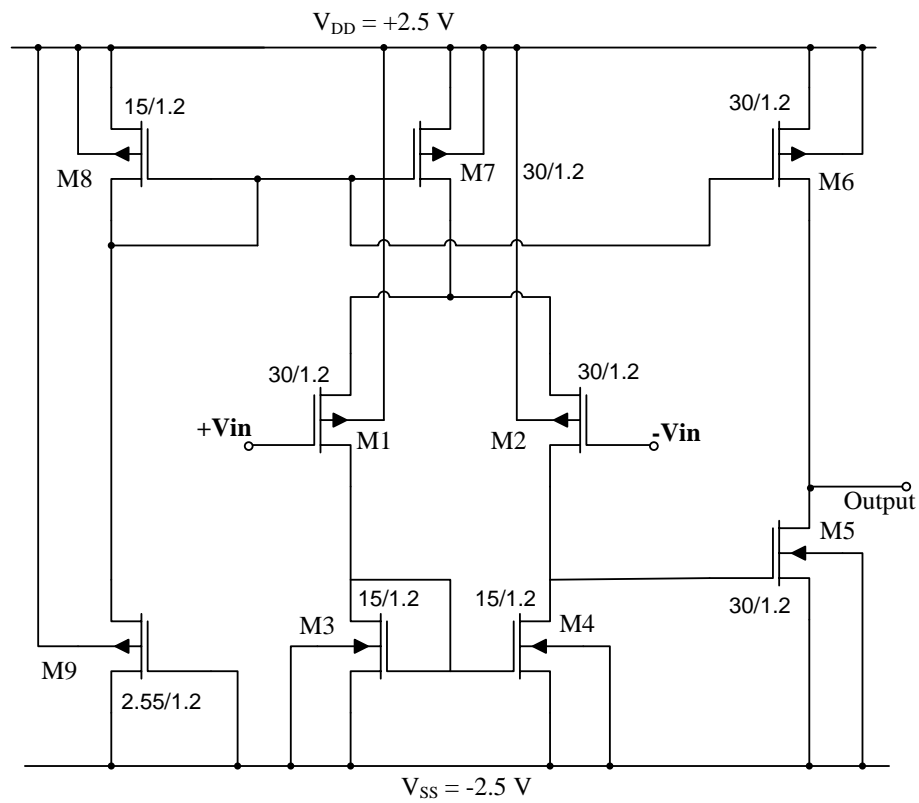 V_DD = +2.5 V
15/1.2
30/1.2
M8
M7
30/1.2
M6
30/1.2
30/1.2
+Vin
M1
M2
-Vin
Output
M5
15/1.2
15/1.2
M3
M4
30/1.2
M9
2.55/1.2
V_SS = -2.5 V